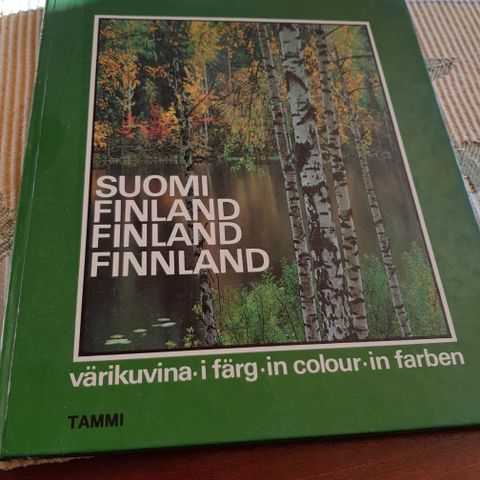 SUOMI
FINLAND
FINLAND
FINNLAND
värikuvina·i färg·in colour·in farben
TAMMI